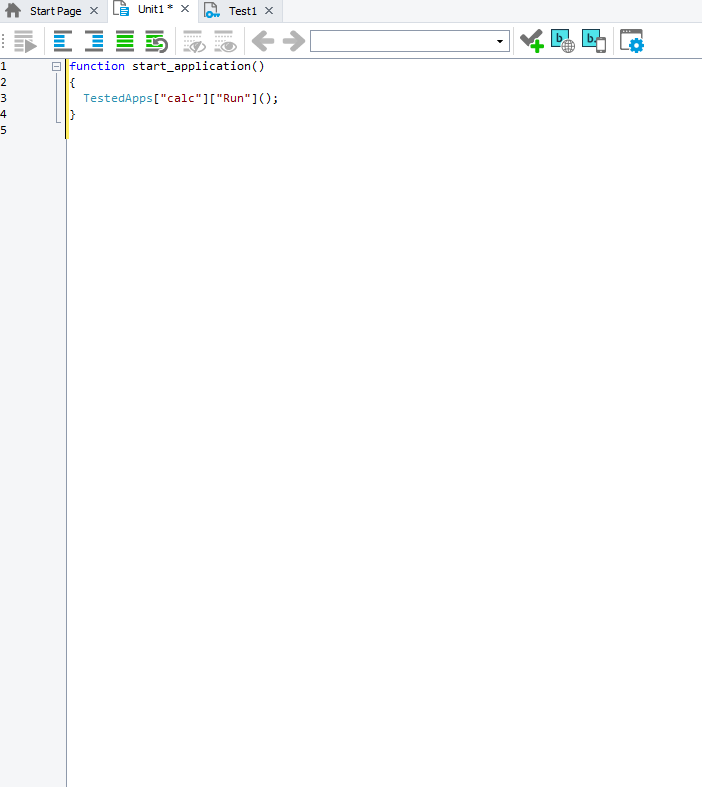 Start Page
Unit1 *
Test1
b
b
1 function start_application()
2 {
3 TestedApps["calc"]["Run"]();
4 }
5